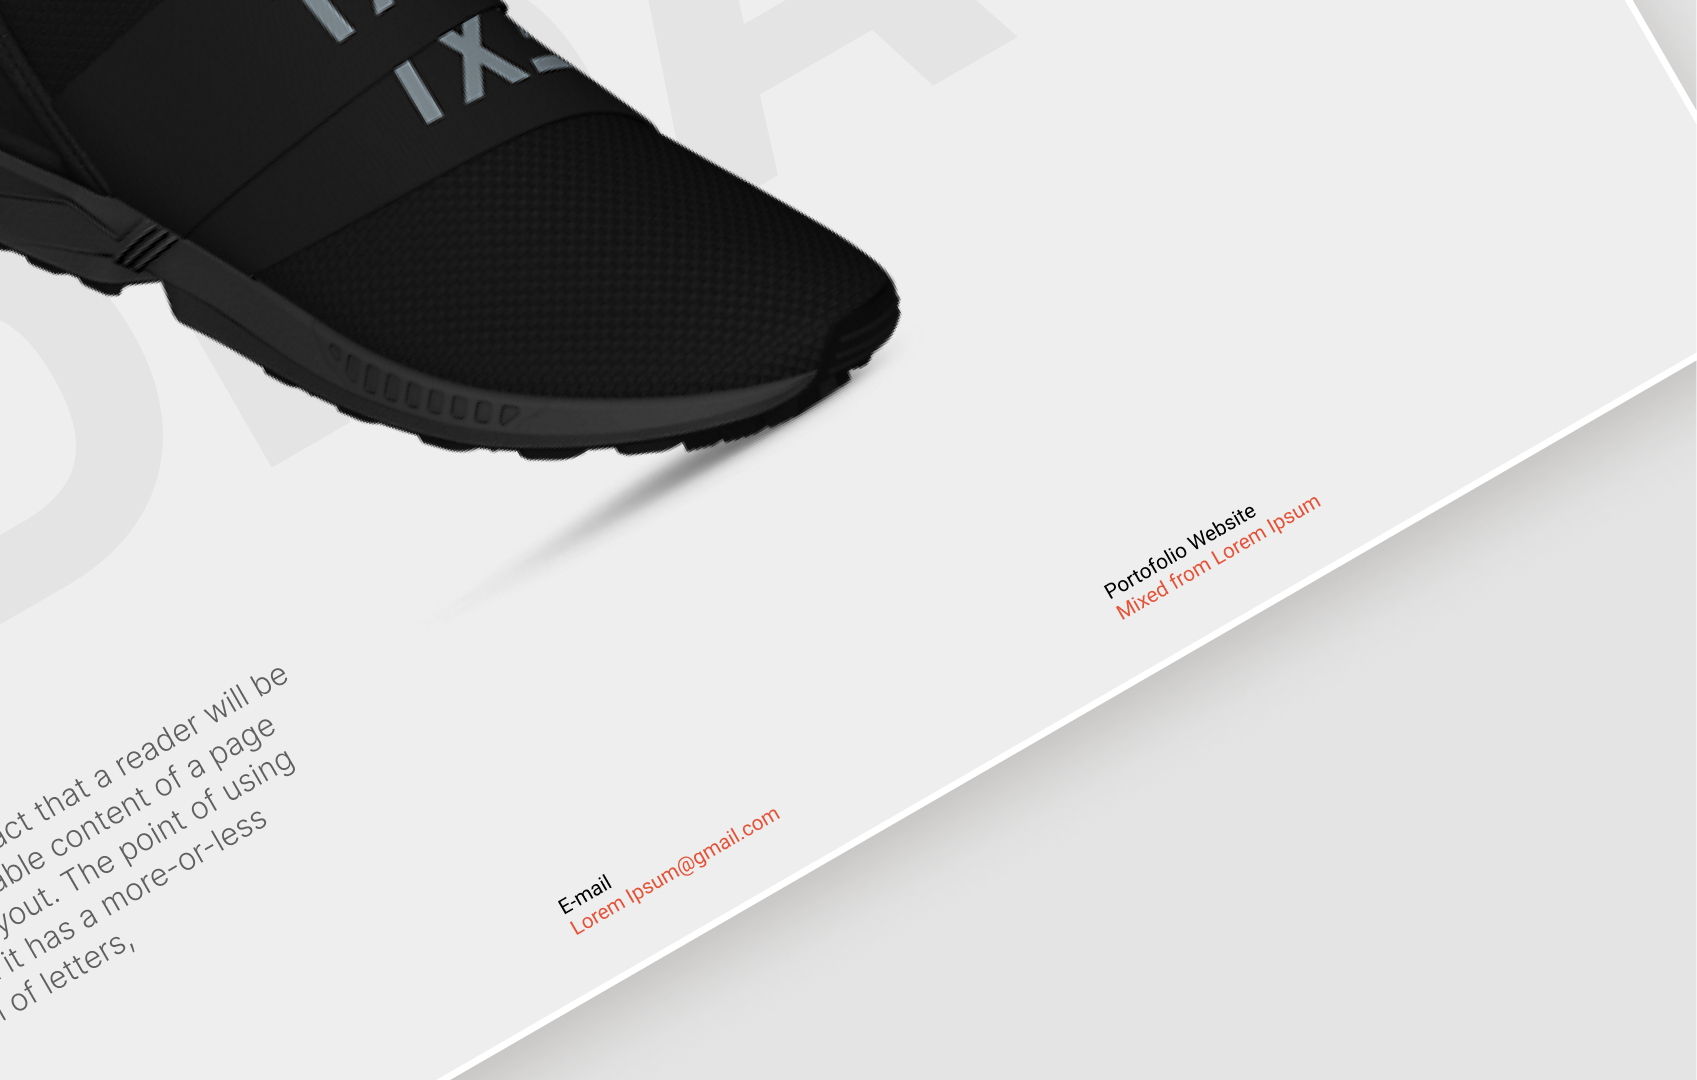 act that a reader will be
able content of a page
yout. The point of using
it has a more-or-less
of letters,
E-mail
Lorem Ipsum@gmail.com
Portofolio Website
Mixed from Lorem Ipsum